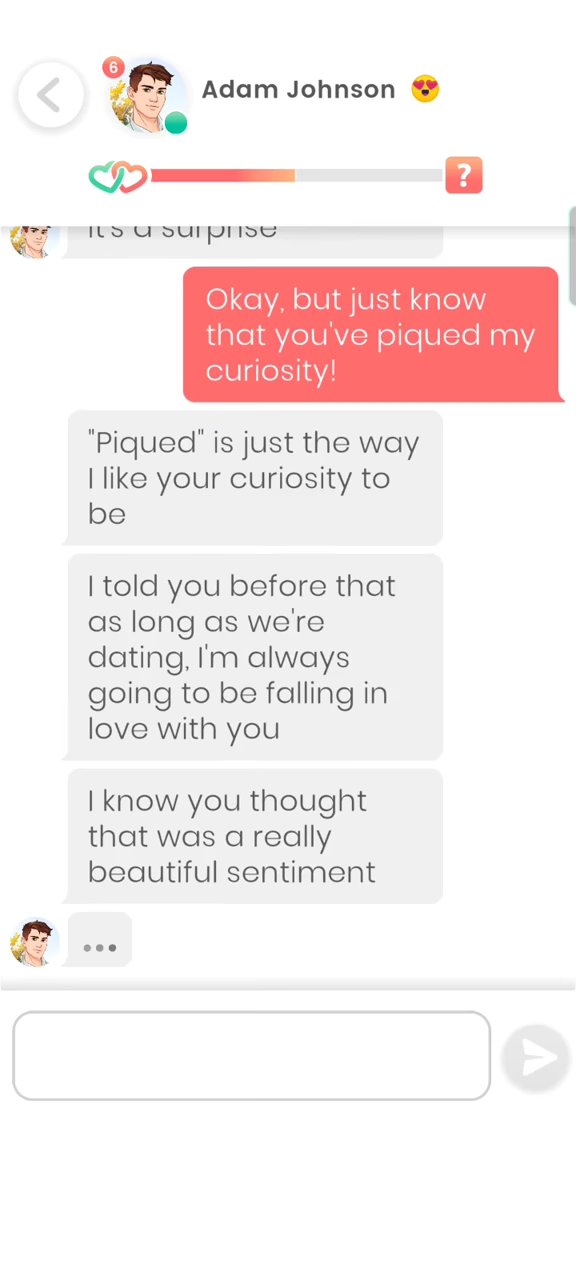 6
Adam Johnson 😍
?
it's a surprise
Okay, but just know
that you've piqued my
curiosity!
"Piqued" is just the way
I like your curiosity to
be
I told you before that
as long as we're
dating, I'm always
going to be falling in
love with you
I know you thought
that was a really
beautiful sentiment
...